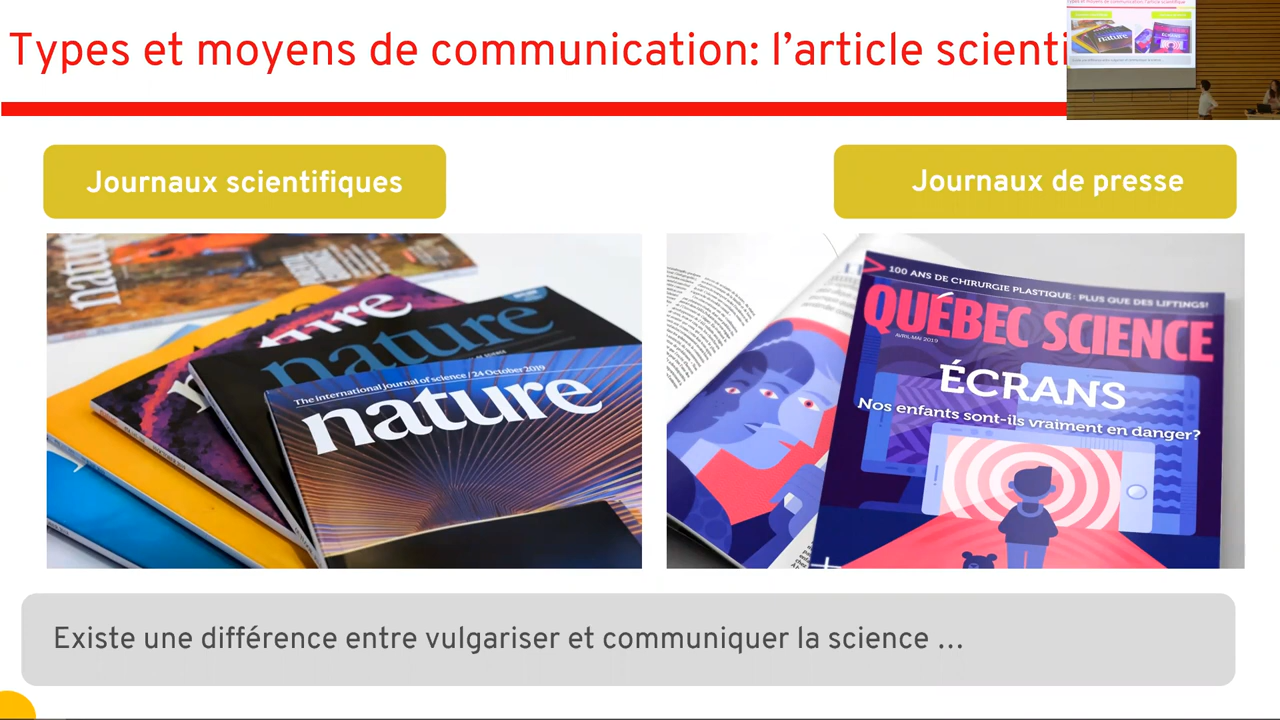 Types et moyens de communication: l'article scienti
Journaux scientifiques
Journaux de presse
nature
nature
nature
The international journal of science / 24 October 2019
nature
100 ANS DE CHIRURGIE PLASTIQUE : PLUS QUE DES LIFTINGS!
QUÉBEC SCIENCE
AVRIL-MAI 2019
ÉCRANS
Nos enfants sont-ils vraiment en danger?
Existe une différence entre vulgariser et communiquer la science ...